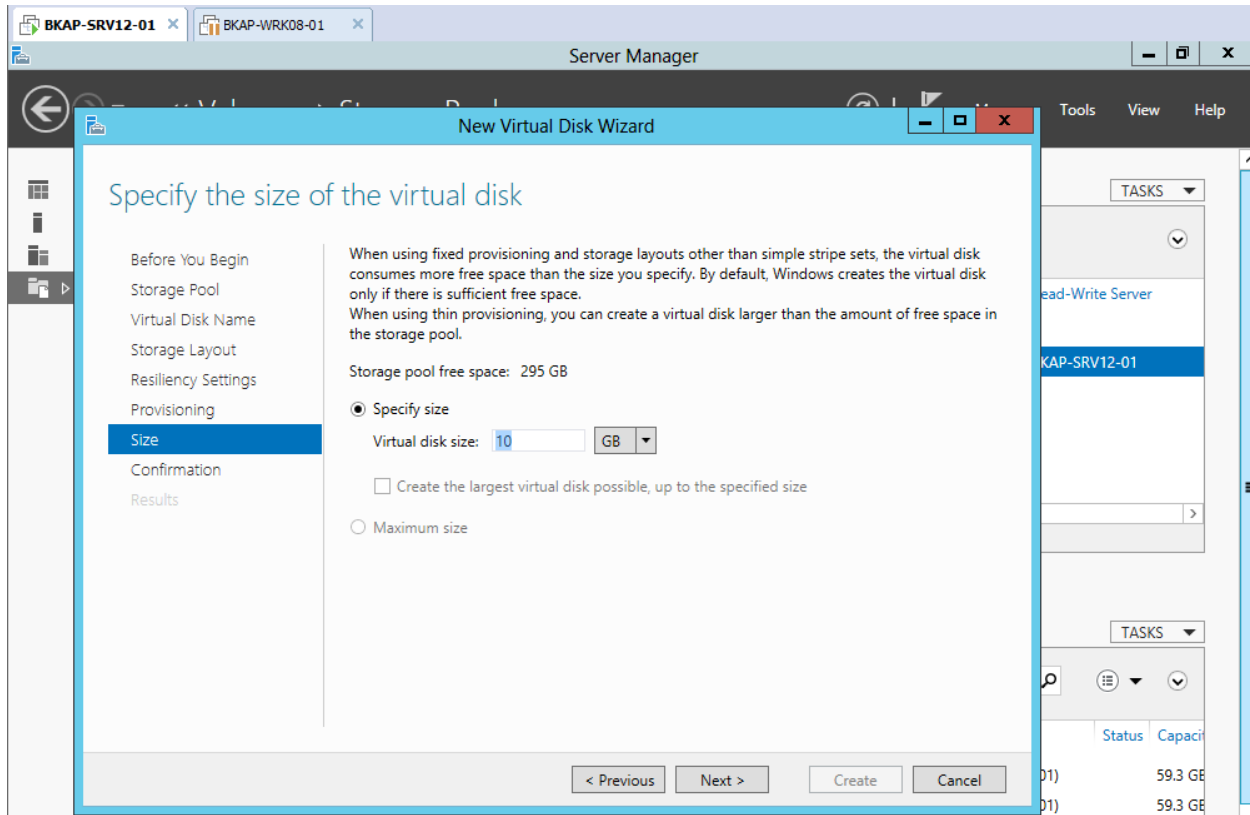 BKAP-SRV12-01
BKAP-WRK08-01
Server Manager
Tools View Help
New Virtual Disk Wizard
Specify the size of the virtual disk
TASKS
Before You Begin
Storage Pool
Virtual Disk Name
Storage Layout
Resiliency Settings
Provisioning
Size
Confirmation
Results
When using fixed provisioning and storage layouts other than simple stripe sets, the virtual disk
consumes more free space than the size you specify. By default, Windows creates the virtual disk
only if there is sufficient free space.
When using thin provisioning, you can create a virtual disk larger than the amount of free space in
the storage pool.
Storage pool free space: 295 GB
Specify size
Virtual disk size: 10 GB
Create the largest virtual disk possible, up to the specified size
Maximum size
ead-Write Server
KAP-SRV12-01
TASKS
Status Capaci
01) 59.3 GB
01) 59.3 GB
< Previous Next > Create Cancel